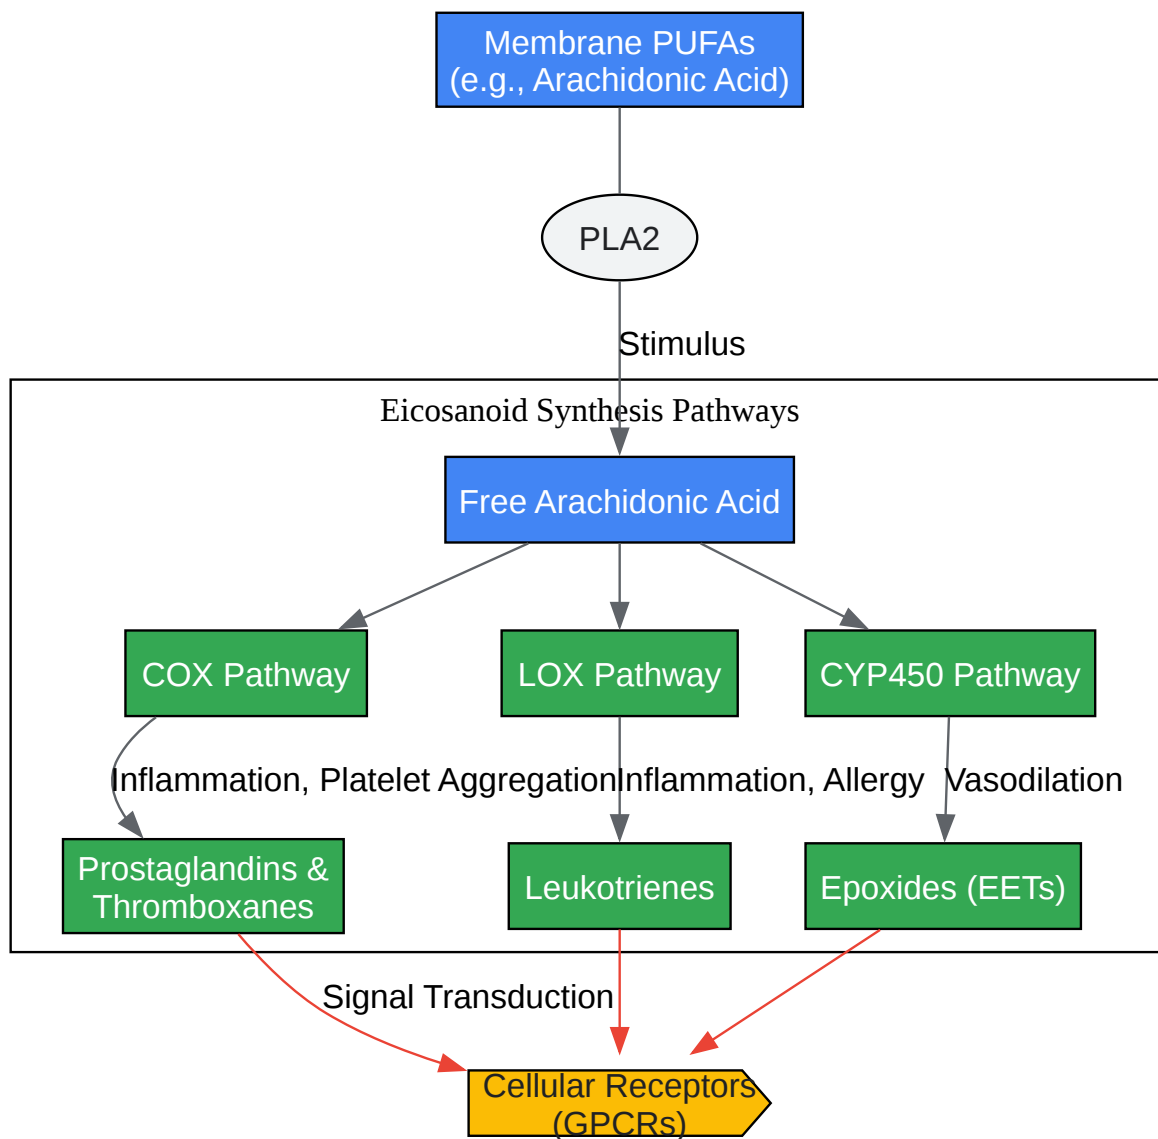 Membrane PUFAs
(e.g., Arachidonic Acid)
PLA2
Stimulus
Eicosanoid Synthesis Pathways
Free Arachidonic Acid
COX Pathway
LOX Pathway
CYP450 Pathway
Inflammation, Platelet Aggregation
Inflammation, Allergy
Vasodilation
Prostaglandins &
Thromboxanes
Leukotrienes
Epoxides (EETs)
Signal Transduction
Cellular Receptors
(GPCRs)